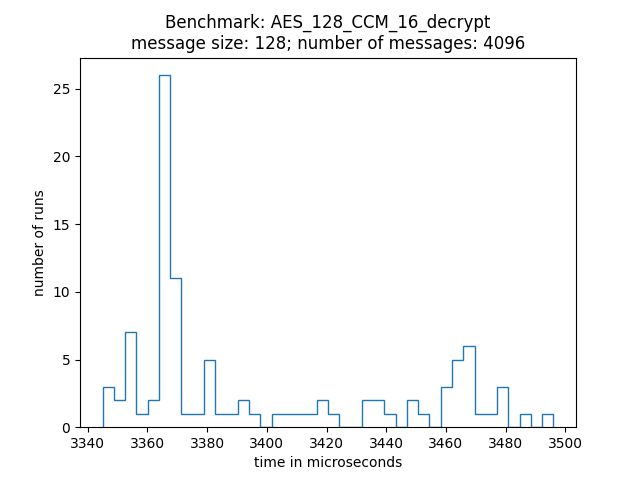 Benchmark: AES_128_CCM_16_decrypt
message size: 128; number of messages: 4096
number of runs
25
20
15
10
5
0
3340 3360 3380 3400 3420 3440 3460 3480 3500
time in microseconds